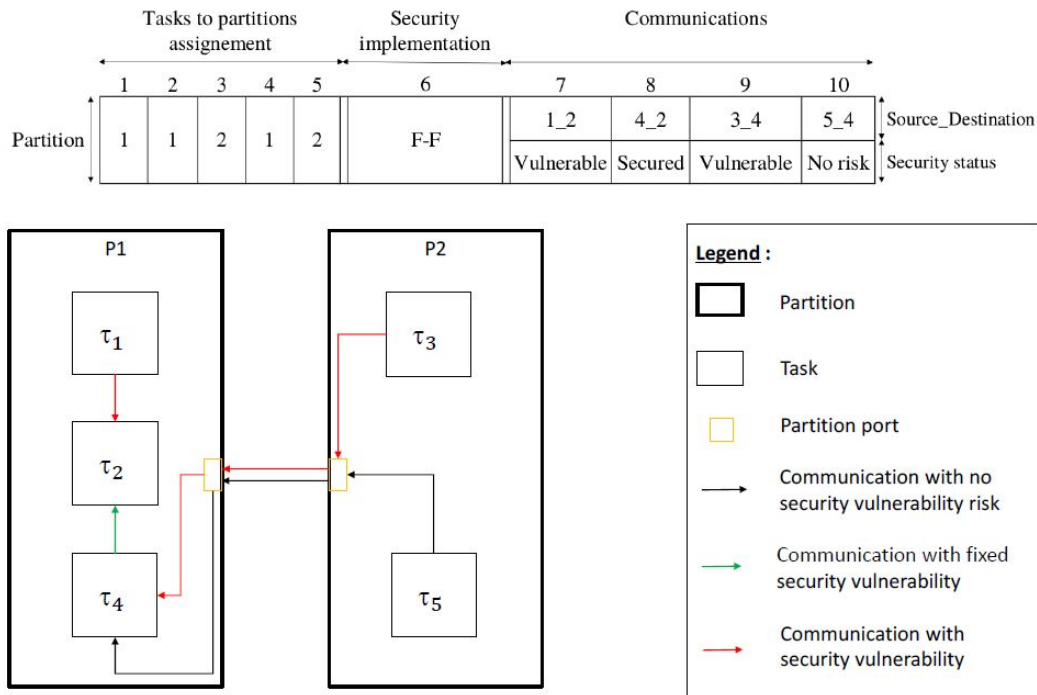 Tasks to partitions Security Communications
assignement implementation
1 2 3 4 5 6 7 8 9 10
1_2 4_2 3_4 5_4 Source_Destination
Partition 1 1 2 1 2 F-F
Vulnerable Secured Vulnerable No risk Security status
P1 P2
Legend :
Partition
τ1 τ3
Task
Partition port
τ2
Communication with no
security vulnerability risk
Communication with fixed
security vulnerability
τ4 τ5
Communication with
security vulnerability